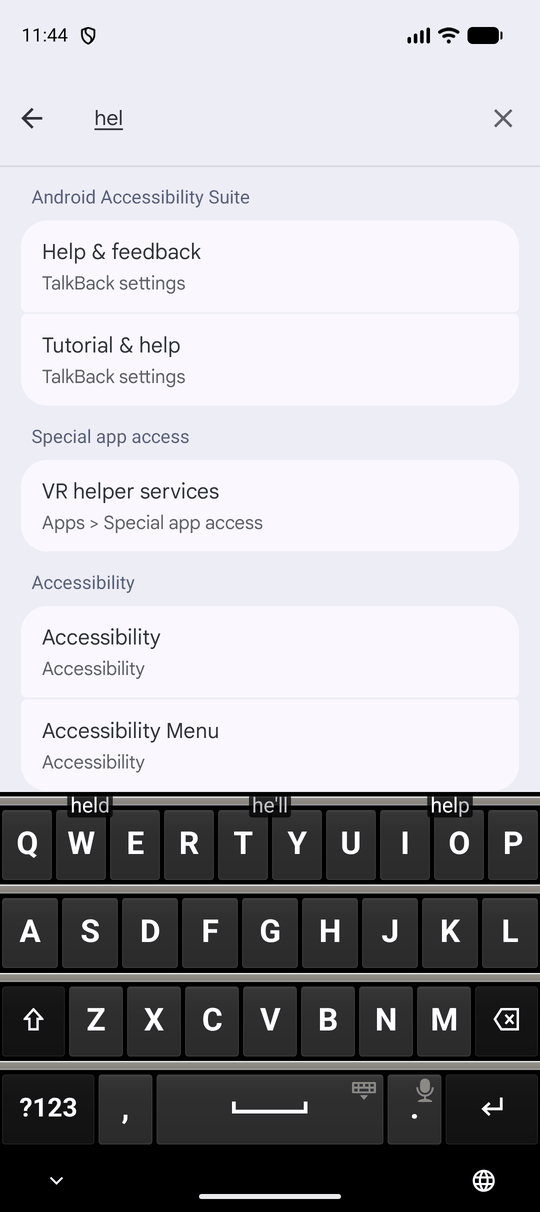 11:44
hel
Android Accessibility Suite
Help & feedback
TalkBack settings
Tutorial & help
TalkBack settings
Special app access
VR helper services
Apps > Special app access
Accessibility
Accessibility
Accessibility
Accessibility Menu
Accessibility
held he'll help
Q W E R T Y U I O P
A S D F G H J K L
Z X C V B N M
?123 , .